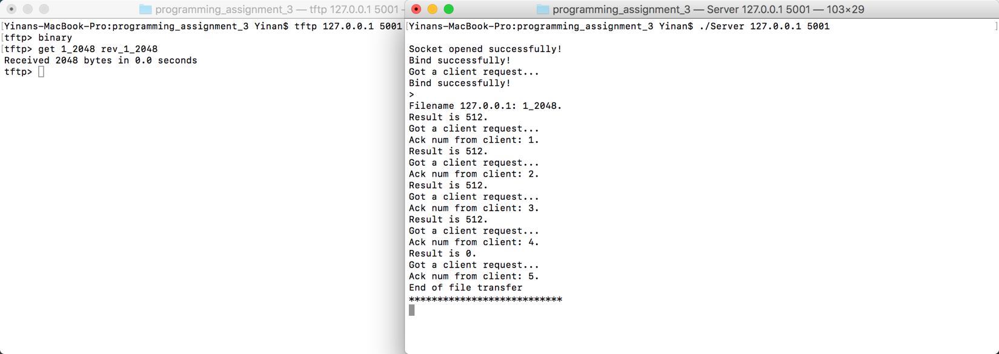 programming_assignment_3 — tftp 127.0.0.1 5001 -
[Yinans-MacBook-Pro:programming_assignment_3 Yinan$ tftp 127.0.0.1 5001
[tftp> binary
[tftp> get 1_2048 rev_1_2048
Received 2048 bytes in 0.0 seconds
tftp>
programming_assignment_3 — Server 127.0.0.1 5001 — 103×29
[Yinans-MacBook-Pro:programming_assignment_3 Yinan$ ./Server 127.0.0.1 5001 ]
Socket opened successfully!
Bind successfully!
Got a client request...
Bind successfully!
>
Filename 127.0.0.1: 1_2048.
Result is 512.
Got a client request...
Ack num from client: 1.
Result is 512.
Got a client request...
Ack num from client: 2.
Result is 512.
Got a client request...
Ack num from client: 3.
Result is 512.
Got a client request...
Ack num from client: 4.
Result is 0.
Got a client request...
Ack num from client: 5.
End of file transfer
***************************